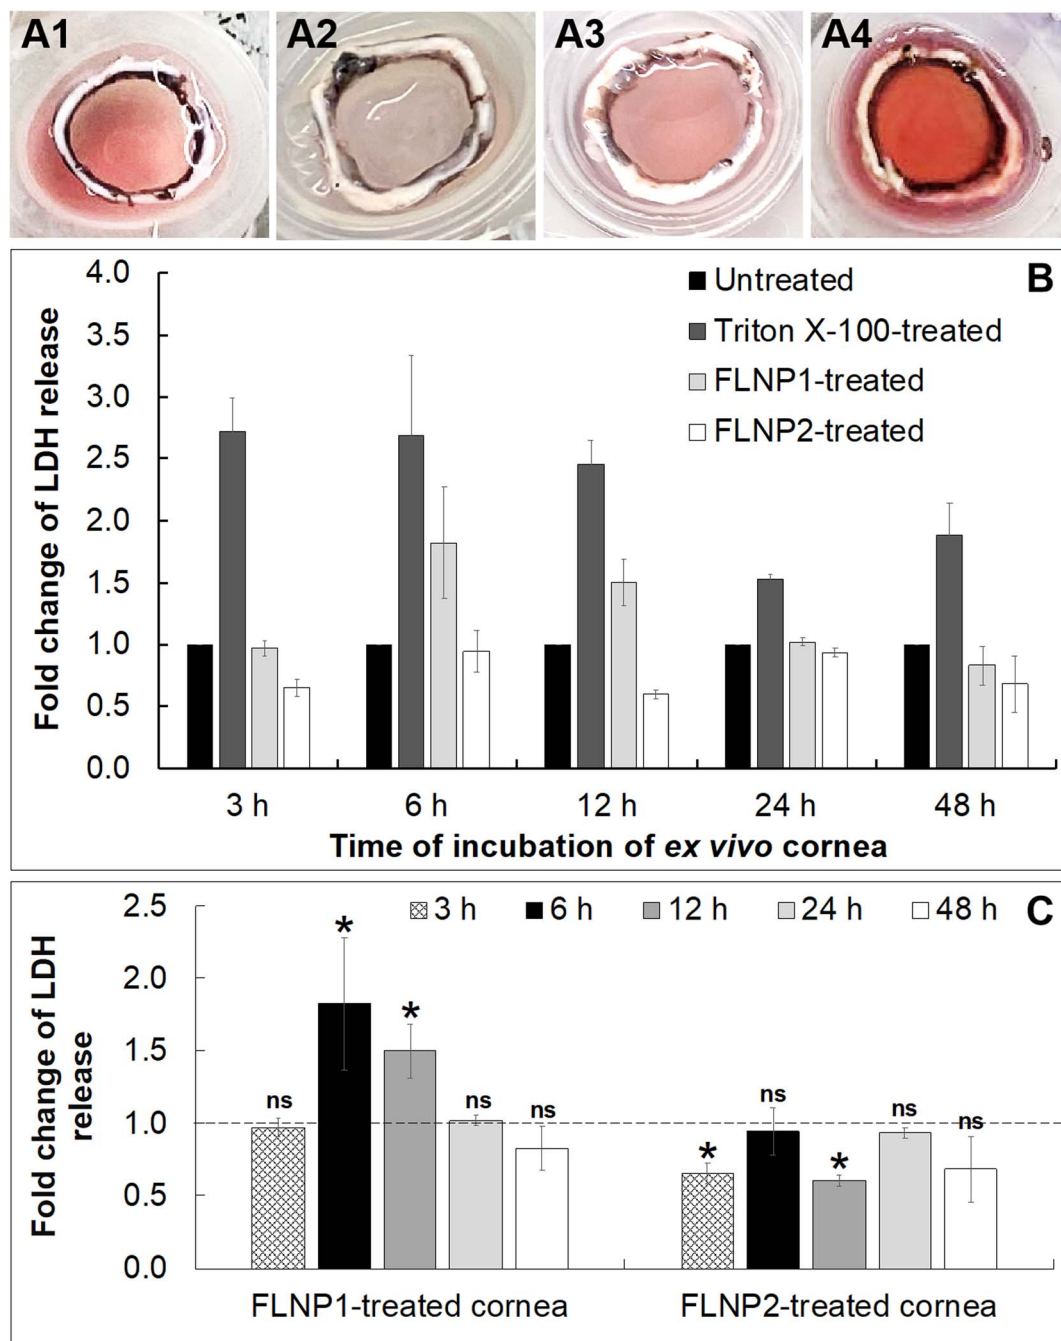 A1
A2
A3
A4
B
4.0
3.5
3.0
2.5
2.0
1.5
1.0
0.5
0.0
Fold change of LDH release
Untreated
Triton X-100-treated
FLNP1-treated
FLNP2-treated
3 h
6 h
12 h
24 h
48 h
Time of incubation of ex vivo cornea
C
2.5
2.0
1.5
1.0
0.5
0.0
Fold change of LDH
release
3 h
6 h
12 h
24 h
48 h
ns
*
*
ns
ns
*
ns
*
ns
ns
FLNP1-treated cornea
FLNP2-treated cornea